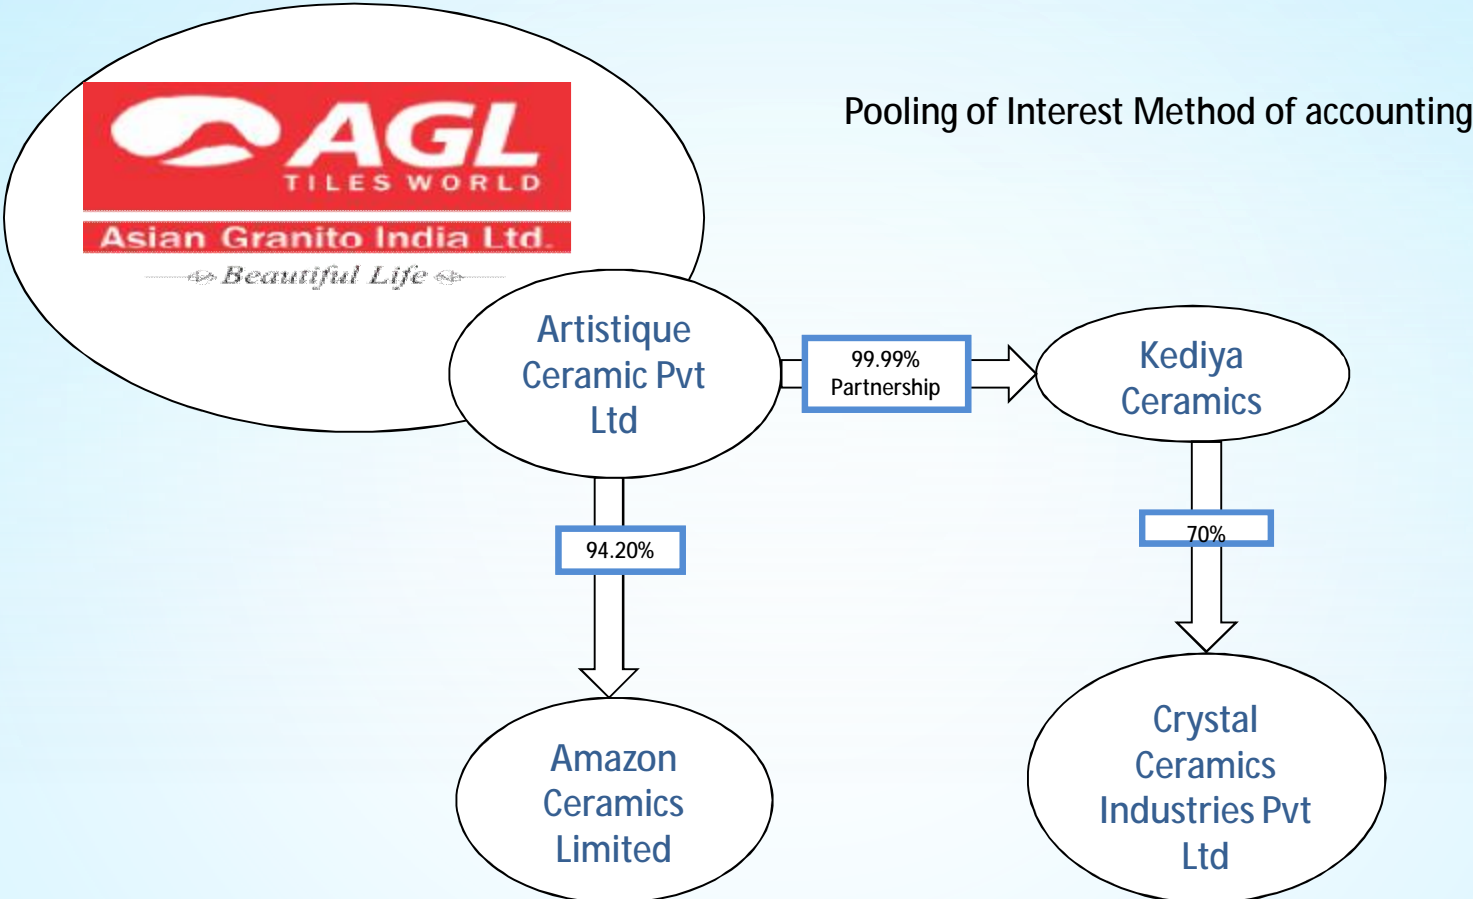 AGL
TILES WORLD
Asian Granito India Ltd.
Beautiful Life
Pooling of Interest Method of accounting
Artistique
Ceramic Pvt
Ltd
99.99%
Partnership
Kediya
Ceramics
94.20%
70%
Amazon
Ceramics
Limited
Crystal
Ceramics
Industries Pvt
Ltd